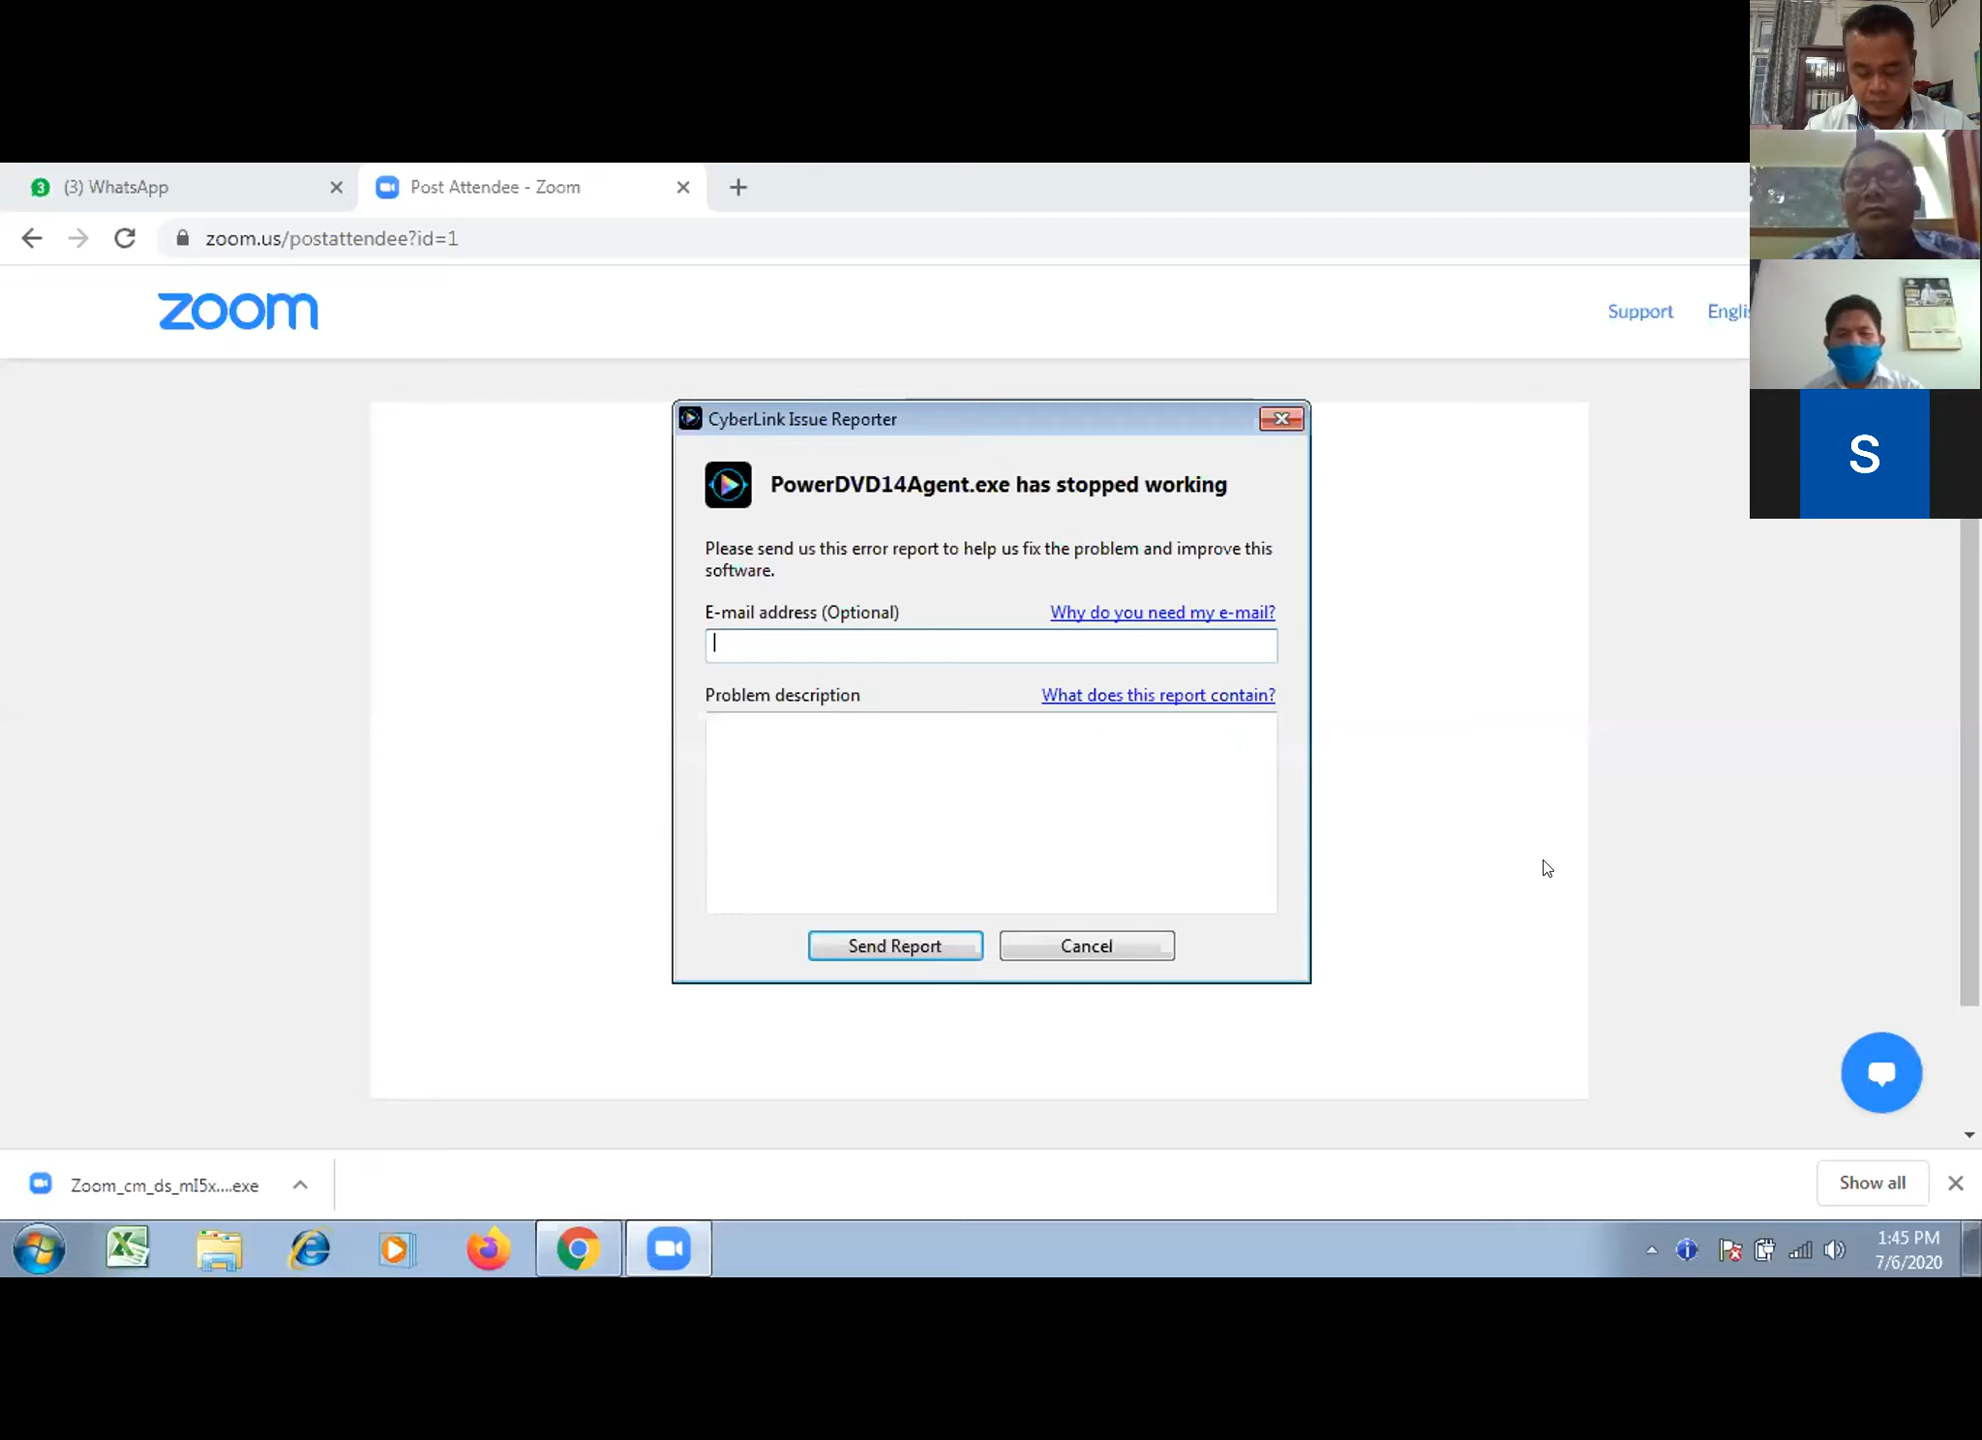 3 (3) WhatsApp
Post Attendee - Zoom
zoom.us/postattendee?id=1
zoom
Support
Englis
CyberLink Issue Reporter
PowerDVD14Agent.exe has stopped working
Please send us this error report to help us fix the problem and improve this
software.
E-mail address (Optional)
Why do you need my e-mail?
Problem description
What does this report contain?
Send Report
Cancel
S
Zoom_cm_ds_mI5x....exe
Show all
1:45 PM
7/6/2020